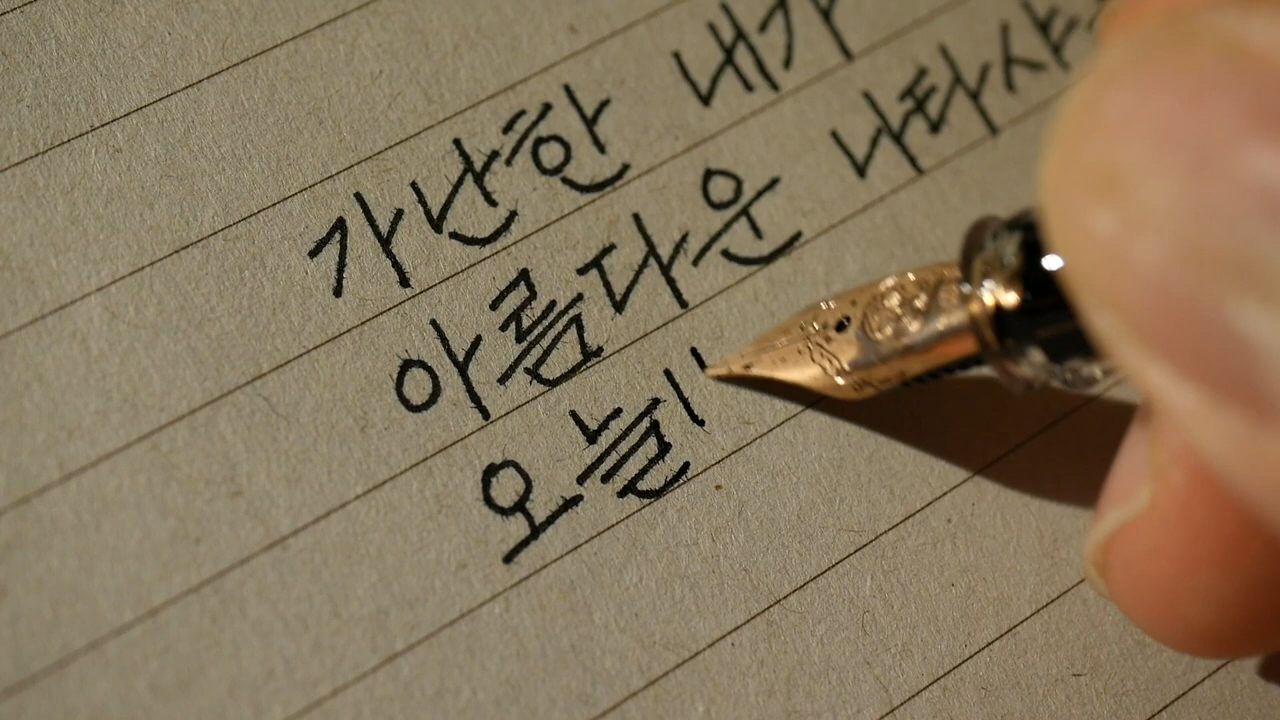 가난한 내가
아름다운 나타샤
오늘